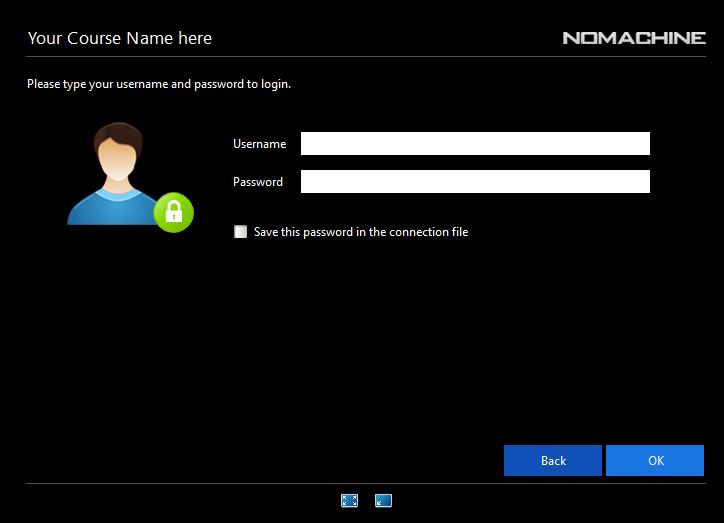 Your Course Name here
NOMACHINE
Please type your username and password to login.
Username
Password
Save this password in the connection file
Back
OK